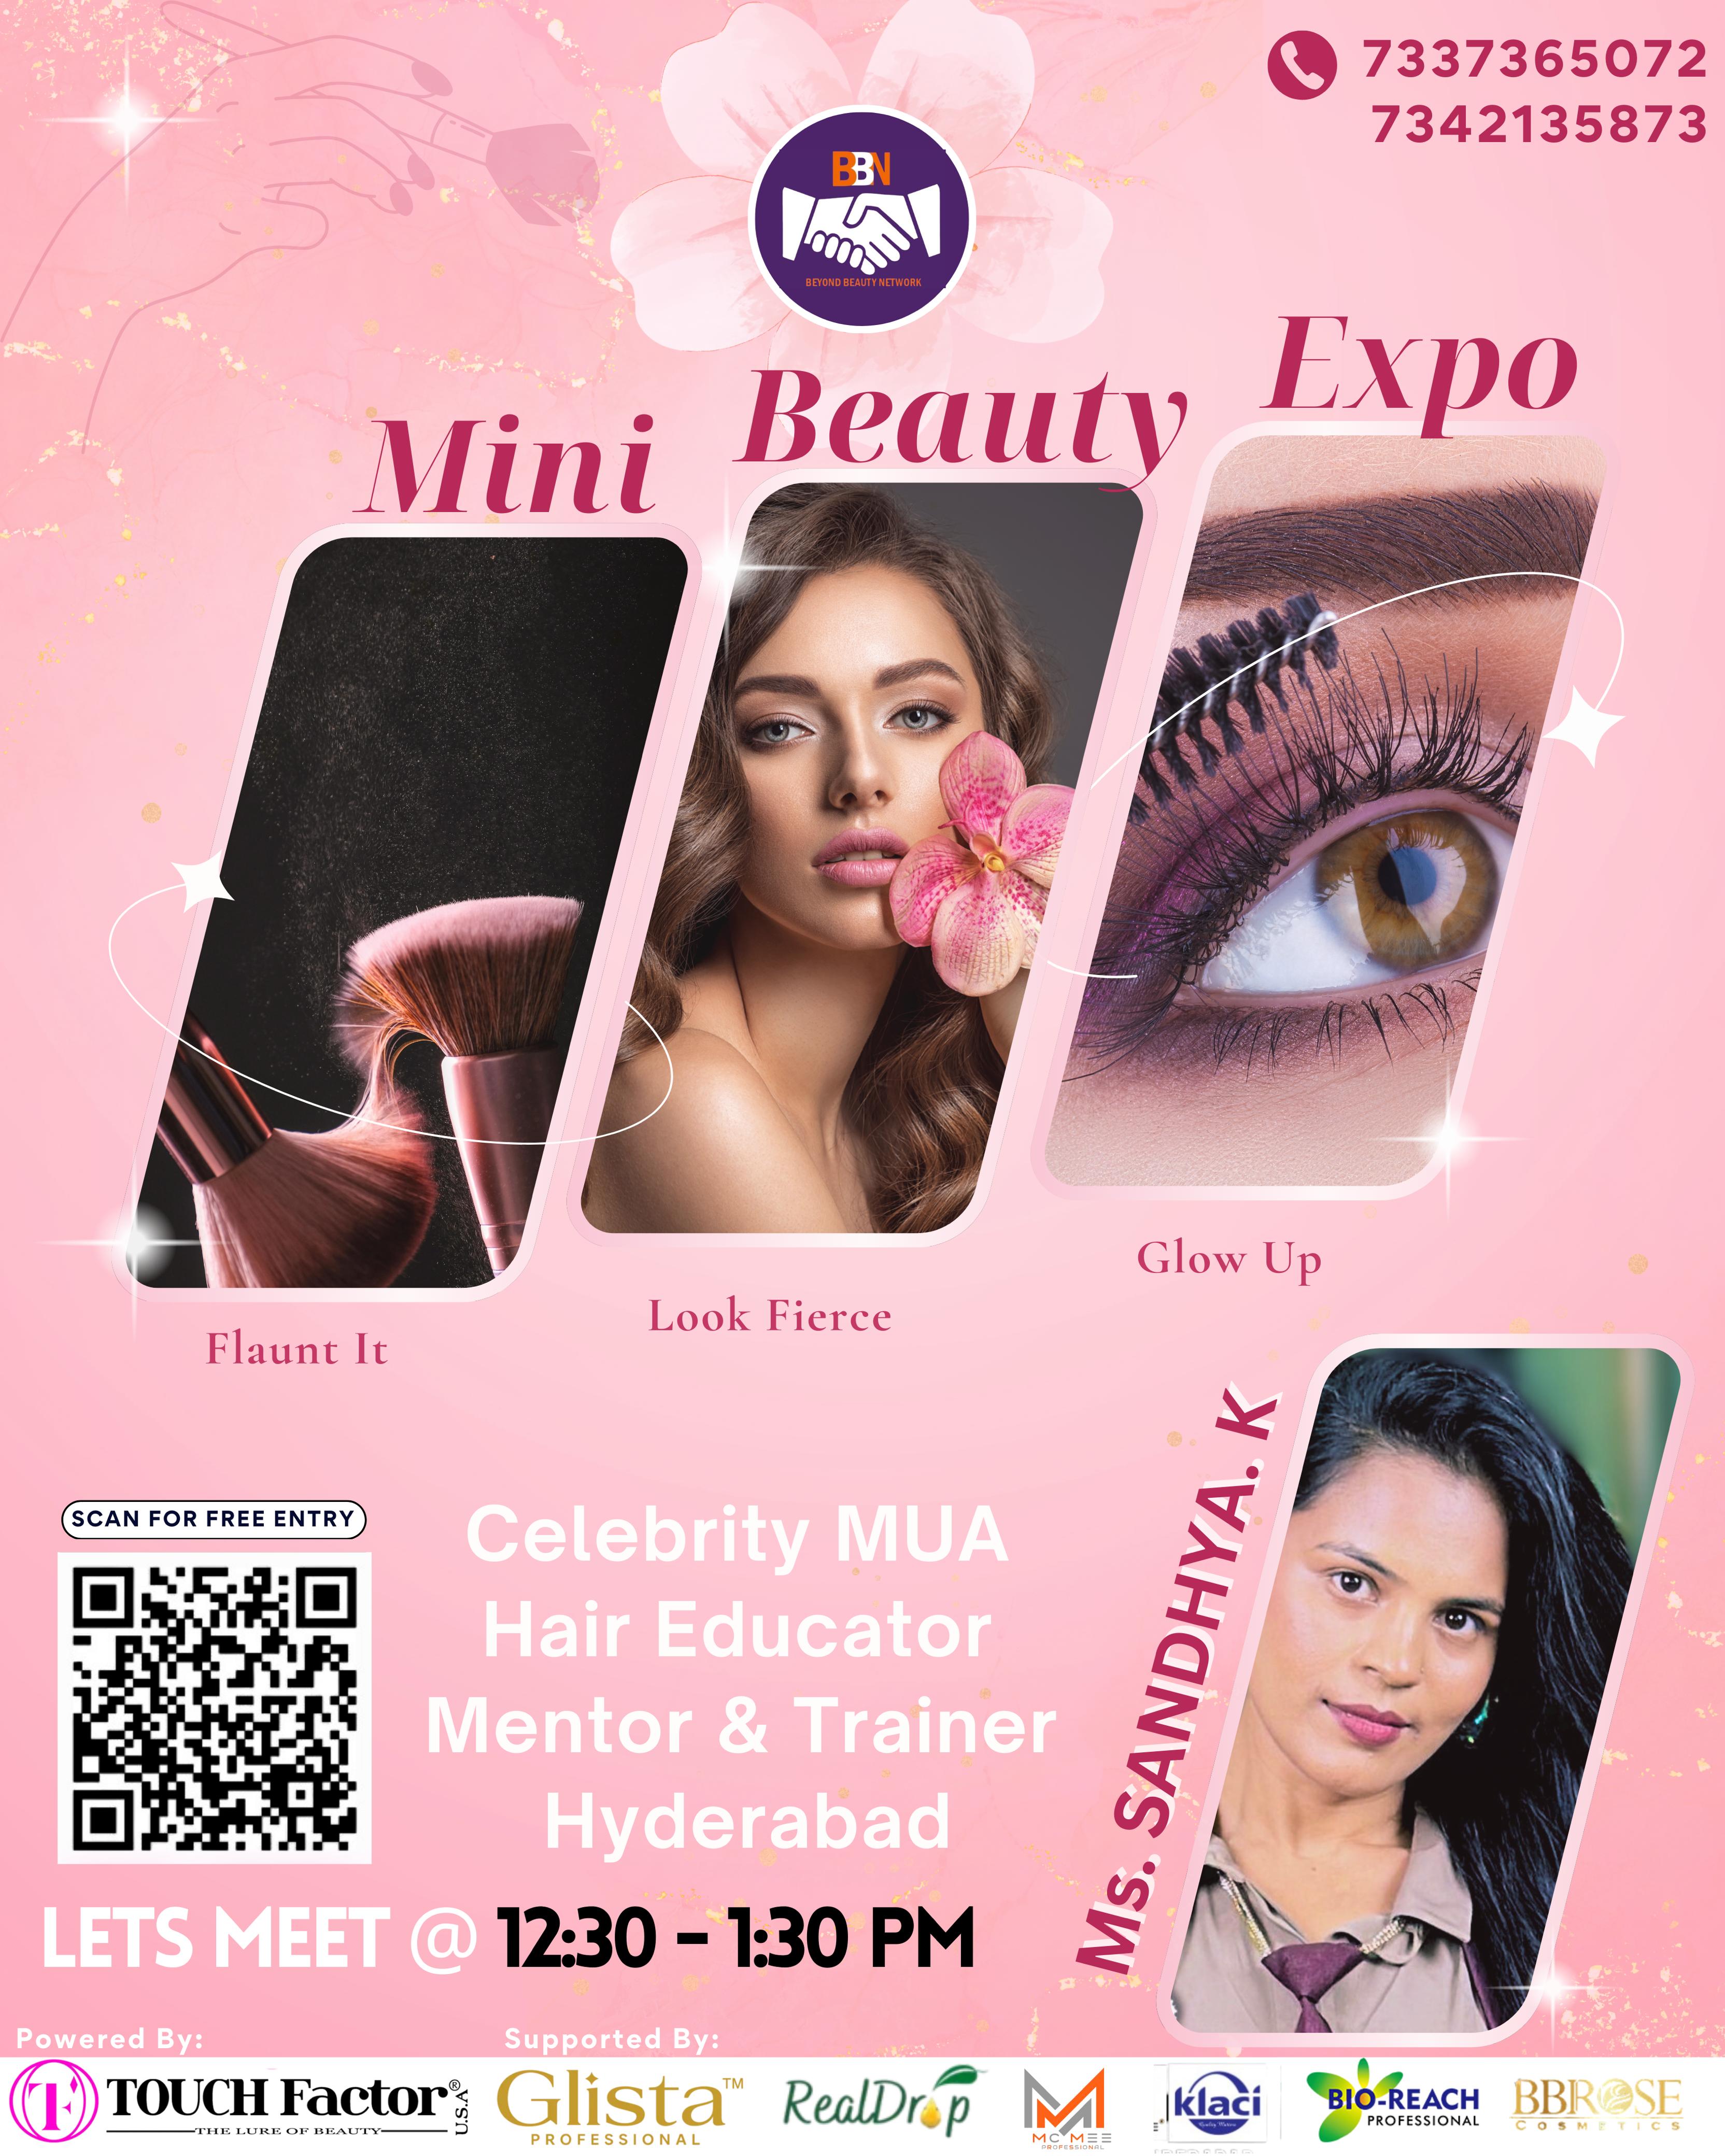 7337365072
7342135873
BBN
BEYOND BEAUTY NETWORK
Mini Beauty Expo
Flaunt It
Look Fierce
Glow Up
SCAN FOR FREE ENTRY
Celebrity MUA
Hair Educator
Mentor & Trainer
Hyderabad
Ms. SANDHYA. K
LETS MEET @ 12:30 - 1:30 PM
Powered By:
Supported By:
TF TOUCH Factor® U.S.A
THE LURE OF BEAUTY
Glista™
PROFESSIONAL
RealDrop
MC MEE
PROFESSIONAL
klaci
BIO-REACH
PROFESSIONAL
BBROSE
COSMETICS